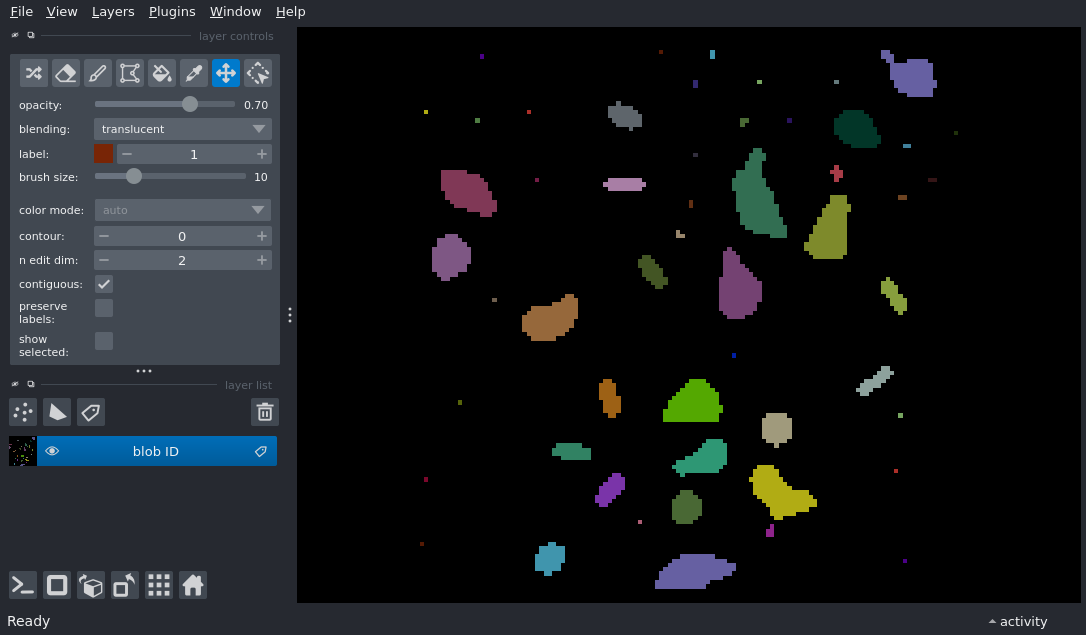 File View Layers Plugins Window Help
layer controls
opacity: 0.70
blending: translucent
label: 1
brush size: 10
color mode: auto
contour: 0
n edit dim: 2
contiguous:
preserve
labels:
show
selected:
layer list
blob ID
Ready
activity